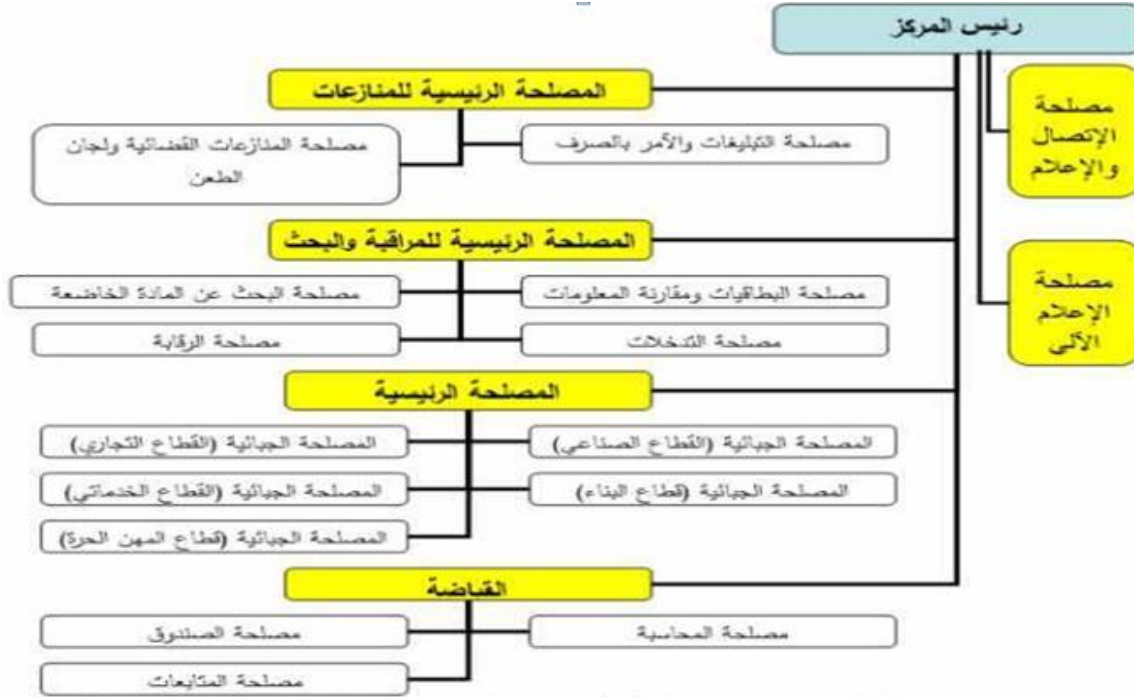 رئيس المركز
مصلحة
الإتصال
والإعلام
مصلحة
الإعلام
الألى
المصلحة الرئيسية للمنازعات
مصلحة التبليغات والأمر بالصرف
مصلحة المنازعات القضائية ولجان
الطعن
المصلحة الرئيسية للمراقبة والبحث
مصلحة البطاقيات ومقارنة المعلومات
مصلحة البحث عن المادة الخاضعة
مصلحة التدخلات
مصلحة الرقابة
المصلحة الرئيسية
المصلحة الجبائية (القطاع الصناعي)
المصلحة الجبائية (القطاع التجاري)
المصلحة الجبائية (قطاع البناء)
المصلحة الجبائية (القطاع الخدماتي)
المصلحة الجبائية (قطاع المهن الحرة)
القباضة
مصلحة المحاسبة
مصلحة الصندوق
مصلحة المتابعات